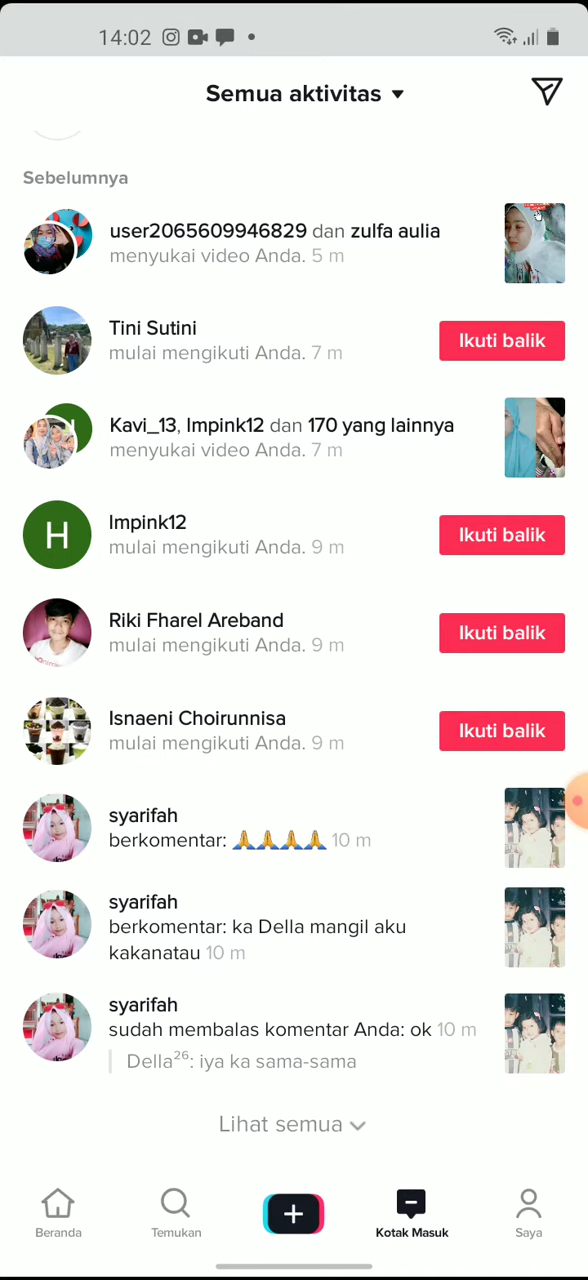 14:02
Semua aktivitas
Sebelumnya
user2065609946829 dan zulfa aulia
menyukai video Anda. 5 m
Tini Sutini
mulai mengikuti Anda. 7 m
Ikuti balik
Kavi_13, Impink12 dan 170 yang lainnya
menyukai video Anda. 7 m
H
Impink12
mulai mengikuti Anda. 9 m
Ikuti balik
Riki Fharel Areband
mulai mengikuti Anda. 9 m
Ikuti balik
Isnaeni Choirunnisa
mulai mengikuti Anda. 9 m
Ikuti balik
syarifah
berkomentar: 🙏🙏🙏🙏 10 m
syarifah
berkomentar: ka Della mangil aku
kakanatau 10 m
syarifah
sudah membalas komentar Anda: ok 10 m
Della²⁶: iya ka sama-sama
Lihat semua
Beranda
Temukan
Kotak Masuk
Saya